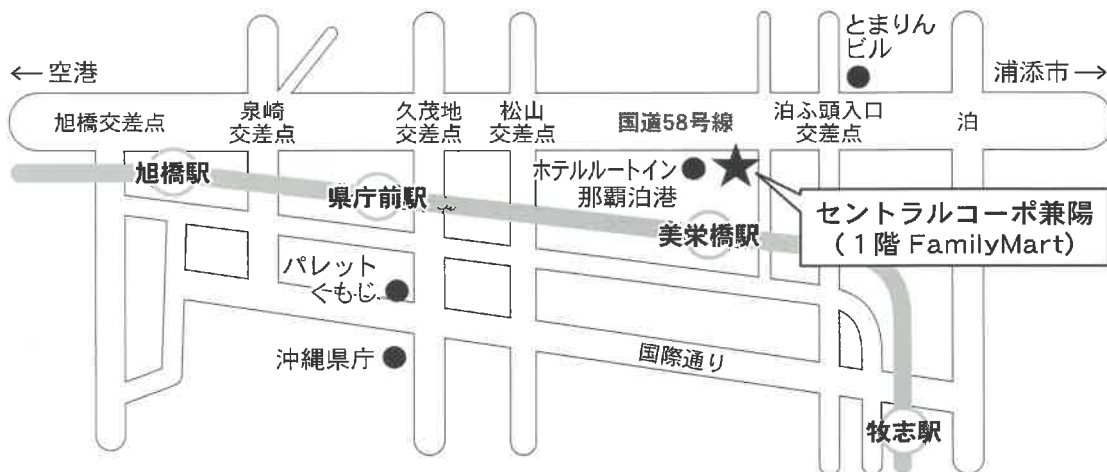 とまりん
ビル
← 空港
浦添市 →
旭橋交差点
泉崎
交差点
久茂地
交差点
松山
交差点
国道58号線
泊ふ頭入口
交差点
泊
旭橋駅
県庁前駅
ホテルルートイン
那覇泊港
美栄橋駅
セントラルコーポ兼陽
(1階 FamilyMart)
パレット
くもじ
沖縄県庁
国際通り
牧志駅